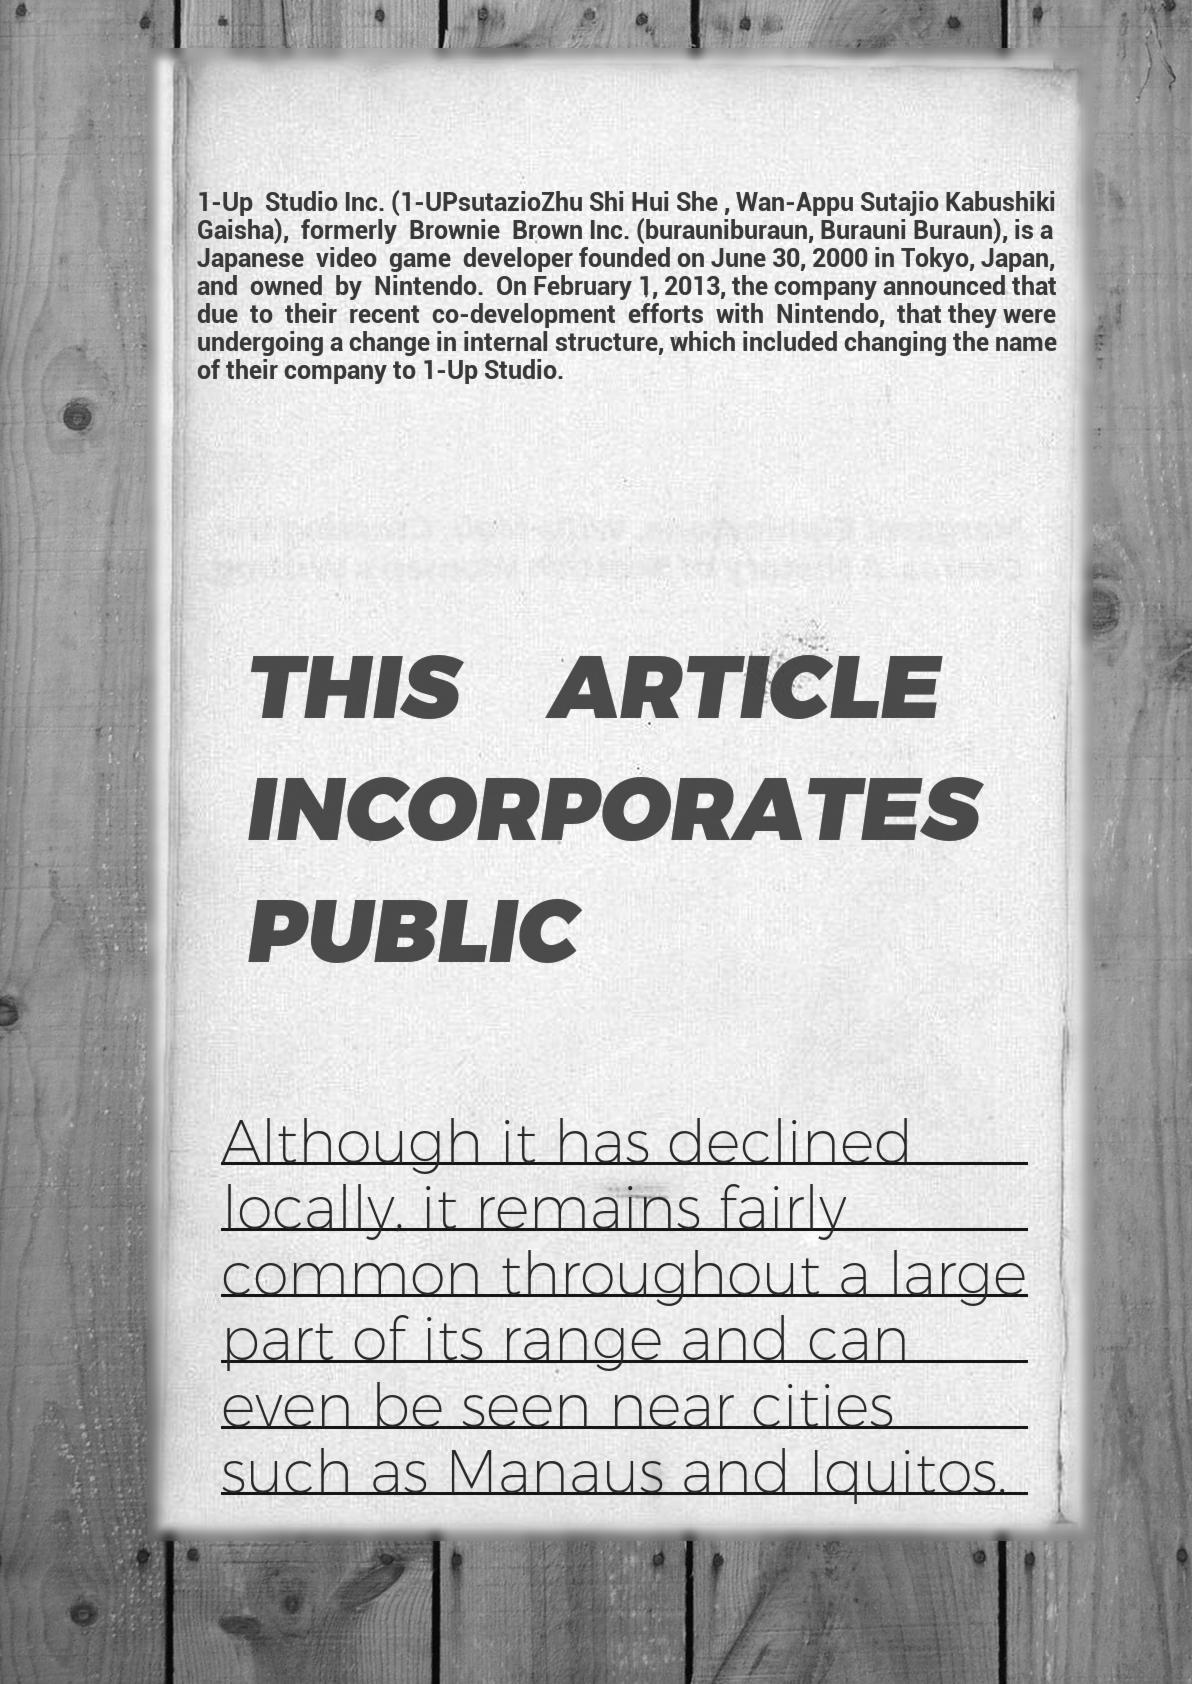 1-Up Studio Inc. (1-UPsutazioZhu Shi Hui She , Wan-Appu Sutajio Kabushiki
Gaisha), formerly Brownie Brown Inc. (burauniburaun, Burauni Buraun), is a
Japanese video game developer founded on June 30, 2000 in Tokyo, Japan,
and owned by Nintendo. On February 1, 2013, the company announced that
due to their recent co-development efforts with Nintendo, that they were
undergoing a change in internal structure, which included changing the name
of their company to 1-Up Studio.
THIS ARTICLE
INCORPORATES
PUBLIC
Although it has declined
locally, it remains fairly
common throughout a large
part of its range and can
even be seen near cities
such as Manaus and Iquitos.